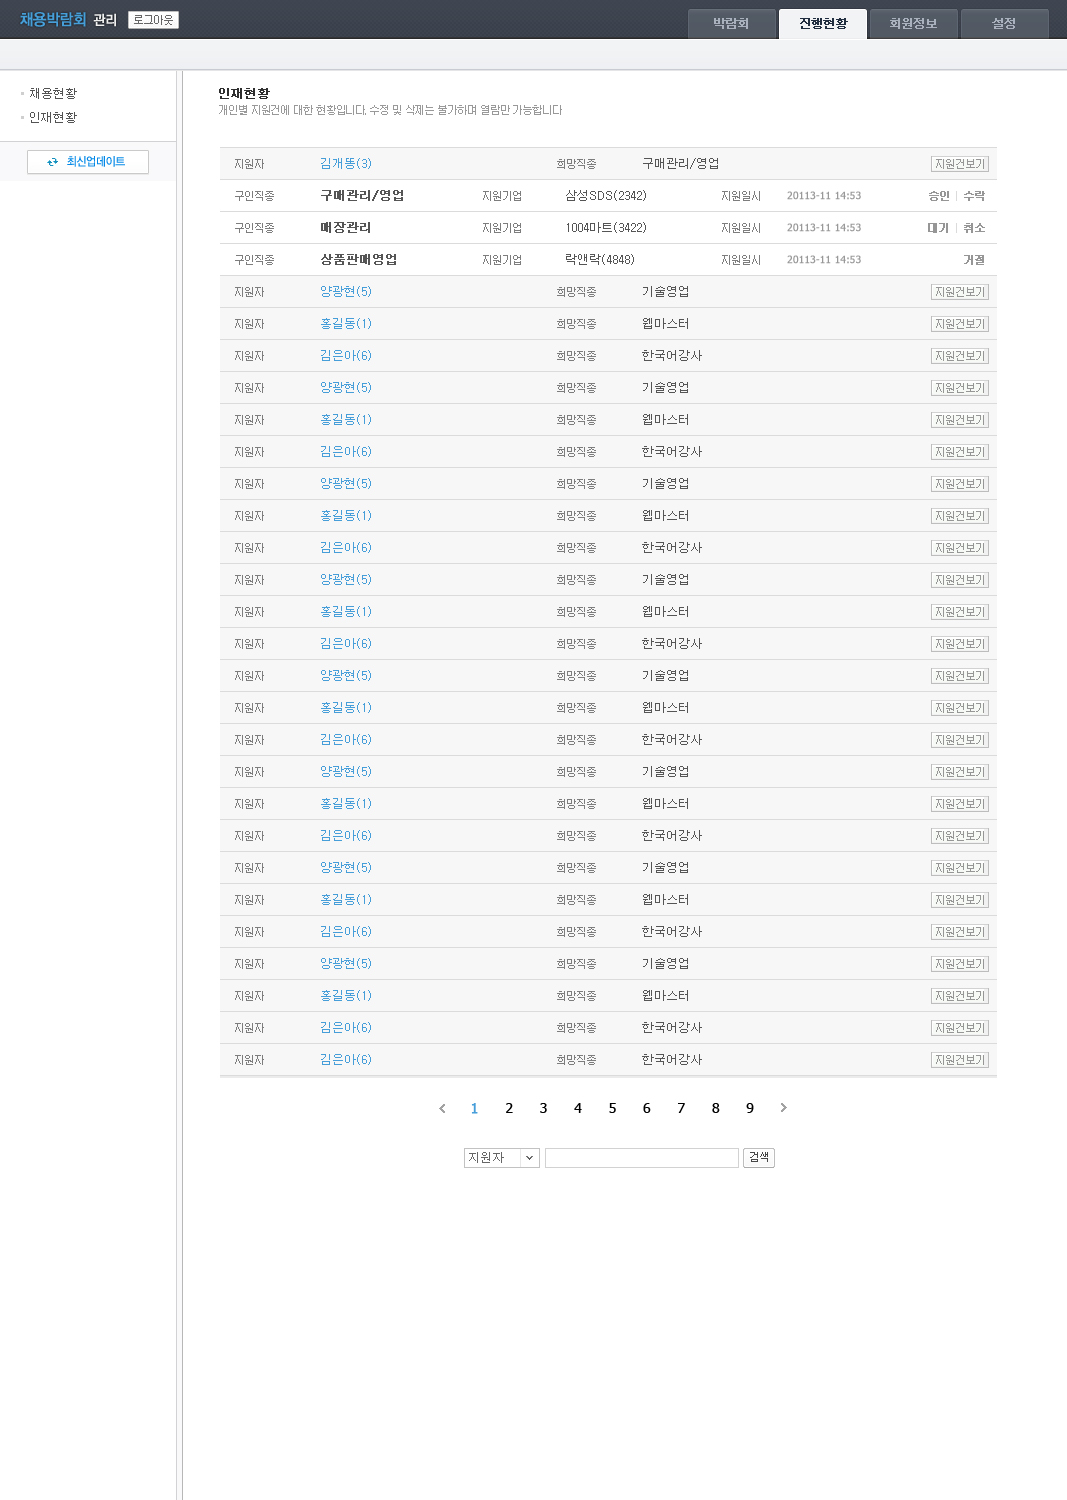 채용박람회 관리 로그아웃 박람회 진행현황 회원정보 설정
채용현황
인재현황
최신업데이트
인재현황
개인별 지원건에 대한 현황입니다. 수정 및 삭제는 불가하며 열람만 가능합니다
지원자 김개똥(3) 희망직종 구매관리/영업 지원건보기
구인직종 구매관리/영업 지원기업 삼성SDS(2342) 지원일시 20113-11 14:53 승인 | 수락
구인직종 매장관리 지원기업 1004마트(3422) 지원일시 20113-11 14:53 대기 | 취소
구인직종 상품판매영업 지원기업 락앤락(4848) 지원일시 20113-11 14:53 거절
지원자 양광현(5) 희망직종 기술영업 지원건보기
지원자 홍길동(1) 희망직종 웹마스터 지원건보기
지원자 김은아(6) 희망직종 한국어강사 지원건보기
지원자 양광현(5) 희망직종 기술영업 지원건보기
지원자 홍길동(1) 희망직종 웹마스터 지원건보기
지원자 김은아(6) 희망직종 한국어강사 지원건보기
지원자 양광현(5) 희망직종 기술영업 지원건보기
지원자 홍길동(1) 희망직종 웹마스터 지원건보기
지원자 김은아(6) 희망직종 한국어강사 지원건보기
지원자 양광현(5) 희망직종 기술영업 지원건보기
지원자 홍길동(1) 희망직종 웹마스터 지원건보기
지원자 김은아(6) 희망직종 한국어강사 지원건보기
지원자 양광현(5) 희망직종 기술영업 지원건보기
지원자 홍길동(1) 희망직종 웹마스터 지원건보기
지원자 김은아(6) 희망직종 한국어강사 지원건보기
지원자 양광현(5) 희망직종 기술영업 지원건보기
지원자 홍길동(1) 희망직종 웹마스터 지원건보기
지원자 김은아(6) 희망직종 한국어강사 지원건보기
지원자 양광현(5) 희망직종 기술영업 지원건보기
지원자 홍길동(1) 희망직종 웹마스터 지원건보기
지원자 김은아(6) 희망직종 한국어강사 지원건보기
지원자 양광현(5) 희망직종 기술영업 지원건보기
지원자 홍길동(1) 희망직종 웹마스터 지원건보기
지원자 김은아(6) 희망직종 한국어강사 지원건보기
지원자 김은아(6) 희망직종 한국어강사 지원건보기
1 2 3 4 5 6 7 8 9
지원자 검색